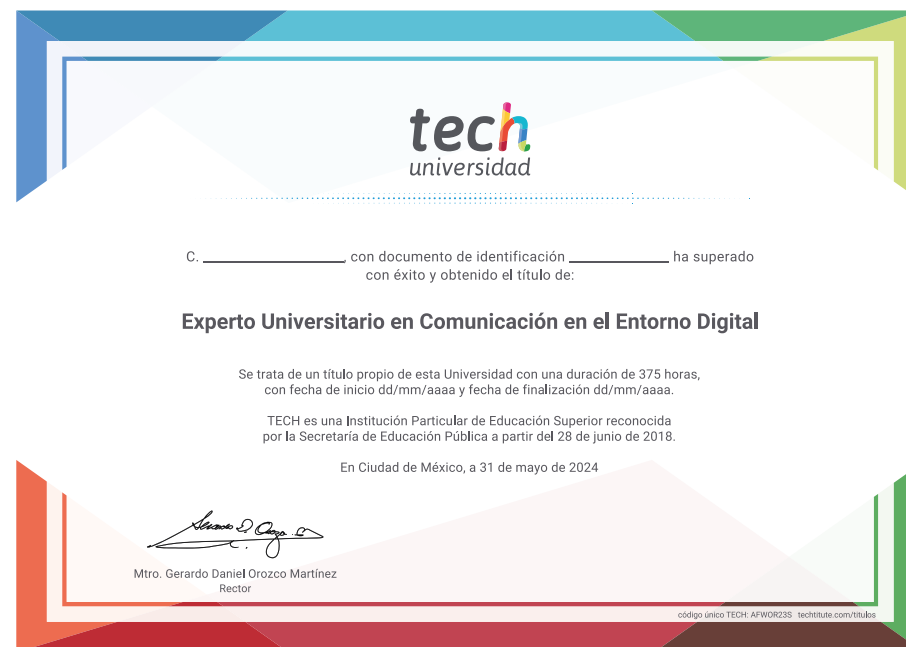 tech
universidad
C. ____________, con documento de identificación __________ ha superado
con éxito y obtenido el título de:
Experto Universitario en Comunicación en el Entorno Digital
Se trata de un título propio de esta Universidad con una duración de 375 horas,
con fecha de inicio dd/mm/aaaa y fecha de finalización dd/mm/aaaa.
TECH es una Institución Particular de Educación Superior reconocida
por la Secretaría de Educación Pública a partir del 28 de junio de 2018.
En Ciudad de México, a 31 de mayo de 2024
Mtro. Gerardo Daniel Orozco Martínez
Rector
código único TECH: AFWOR23S techtitute.com/titulos